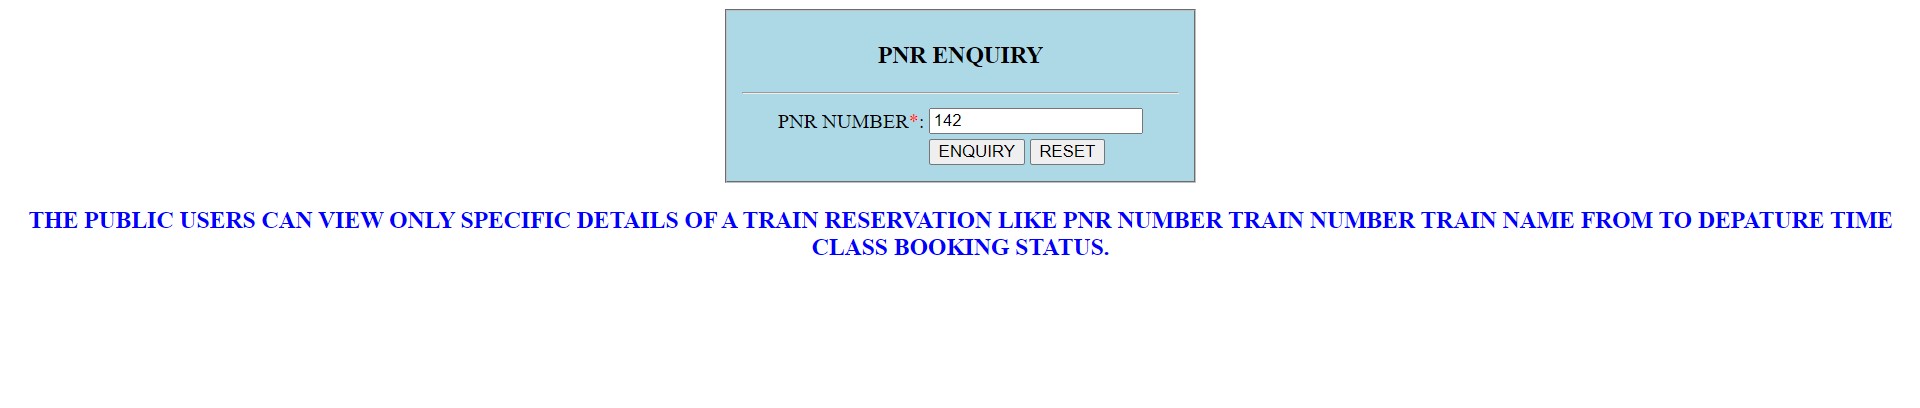 PNR ENQUIRY
PNR NUMBER*: 142
ENQUIRY RESET
THE PUBLIC USERS CAN VIEW ONLY SPECIFIC DETAILS OF A TRAIN RESERVATION LIKE PNR NUMBER TRAIN NUMBER TRAIN NAME FROM TO DEPATURE TIME
CLASS BOOKING STATUS.